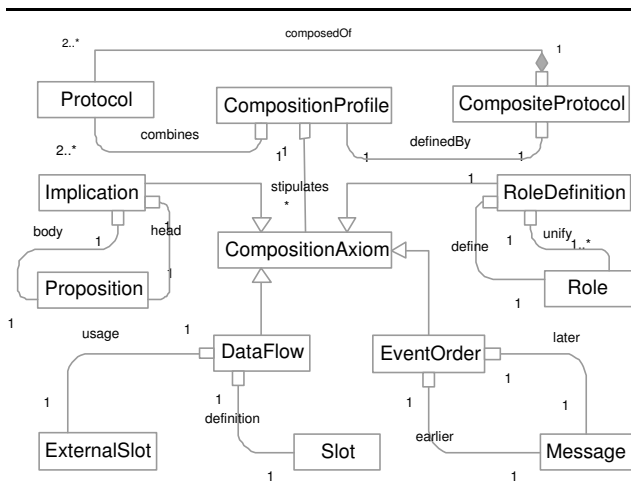 composedOf
2..*
1
Protocol
CompositionProfile
CompositeProtocol
combines
definedBy
2..*
1
1
1
1
stipulates
*
1
Implication
RoleDefinition
body
1
head
1
define
1
unify
1..*
CompositionAxiom
Proposition
1
Role
1
1
usage
1
DataFlow
EventOrder
later
1
1
1
definition
1
1
earlier
ExternalSlot
Slot
Message
1
1